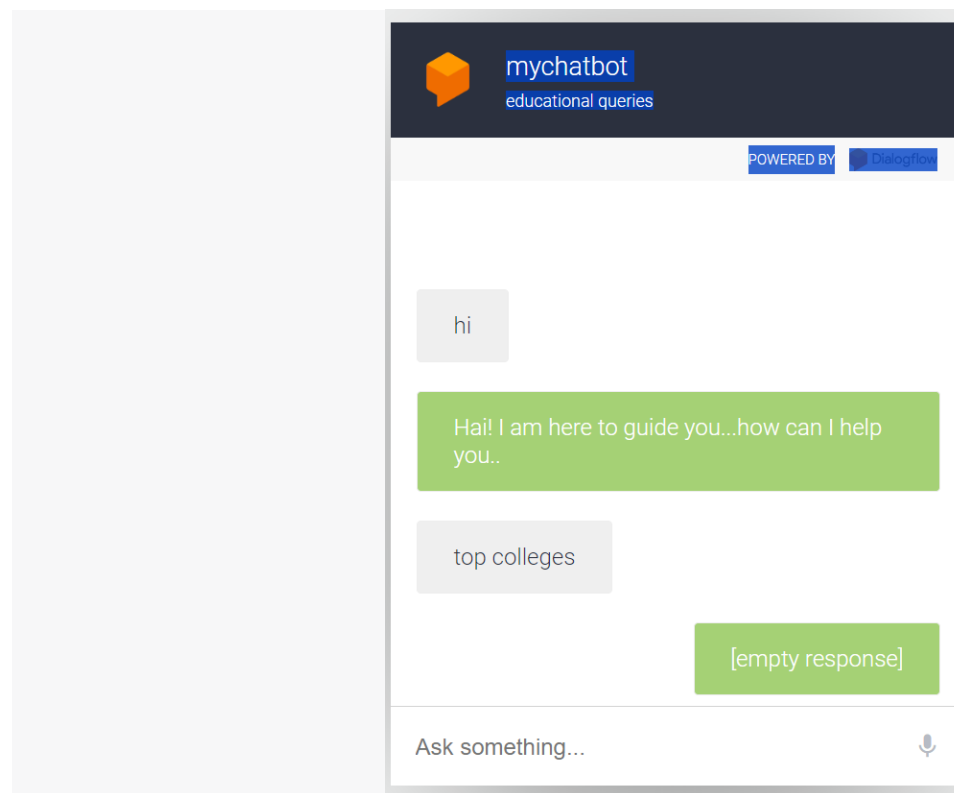 mychatbot
educational queries
POWERED BY Dialogflow
hi
Hai! I am here to guide you...how can I help
you..
top colleges
[empty response]
Ask something...